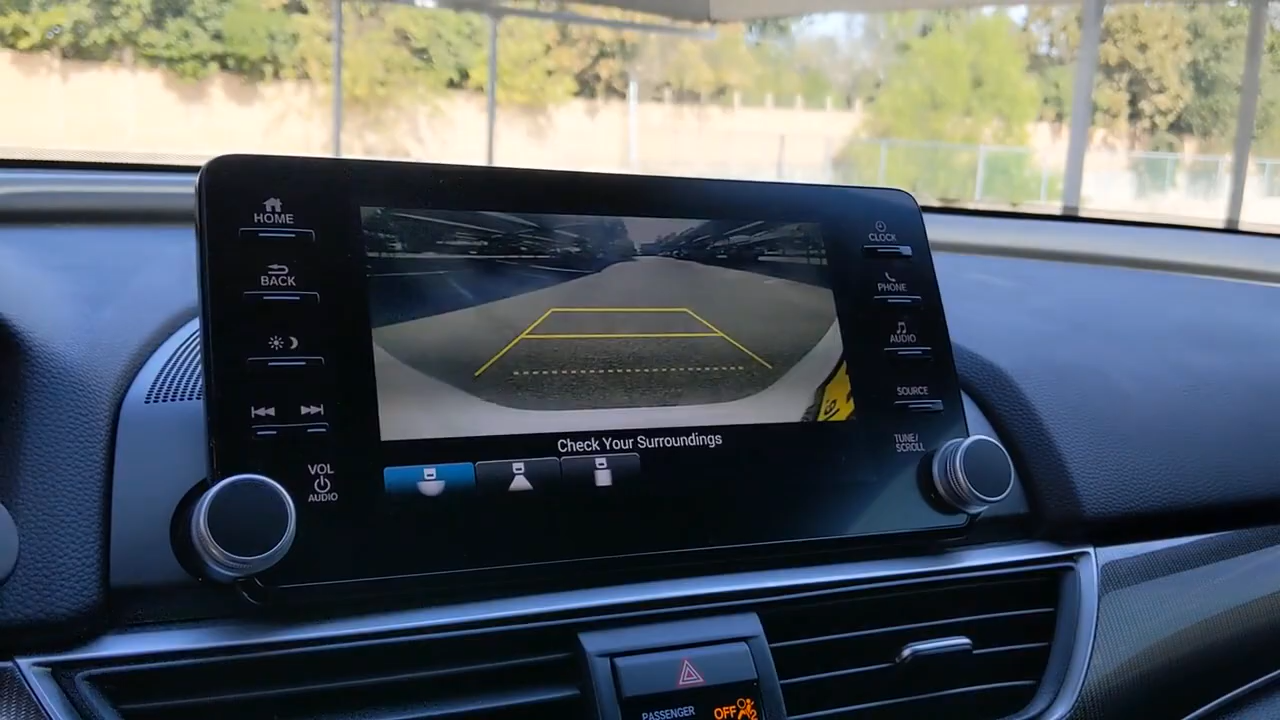 HOME
BACK
VOL
AUDIO
Check Your Surroundings
CLOCK
PHONE
AUDIO
SOURCE
TUNE/
SCROLL
PASSENGER
OFF